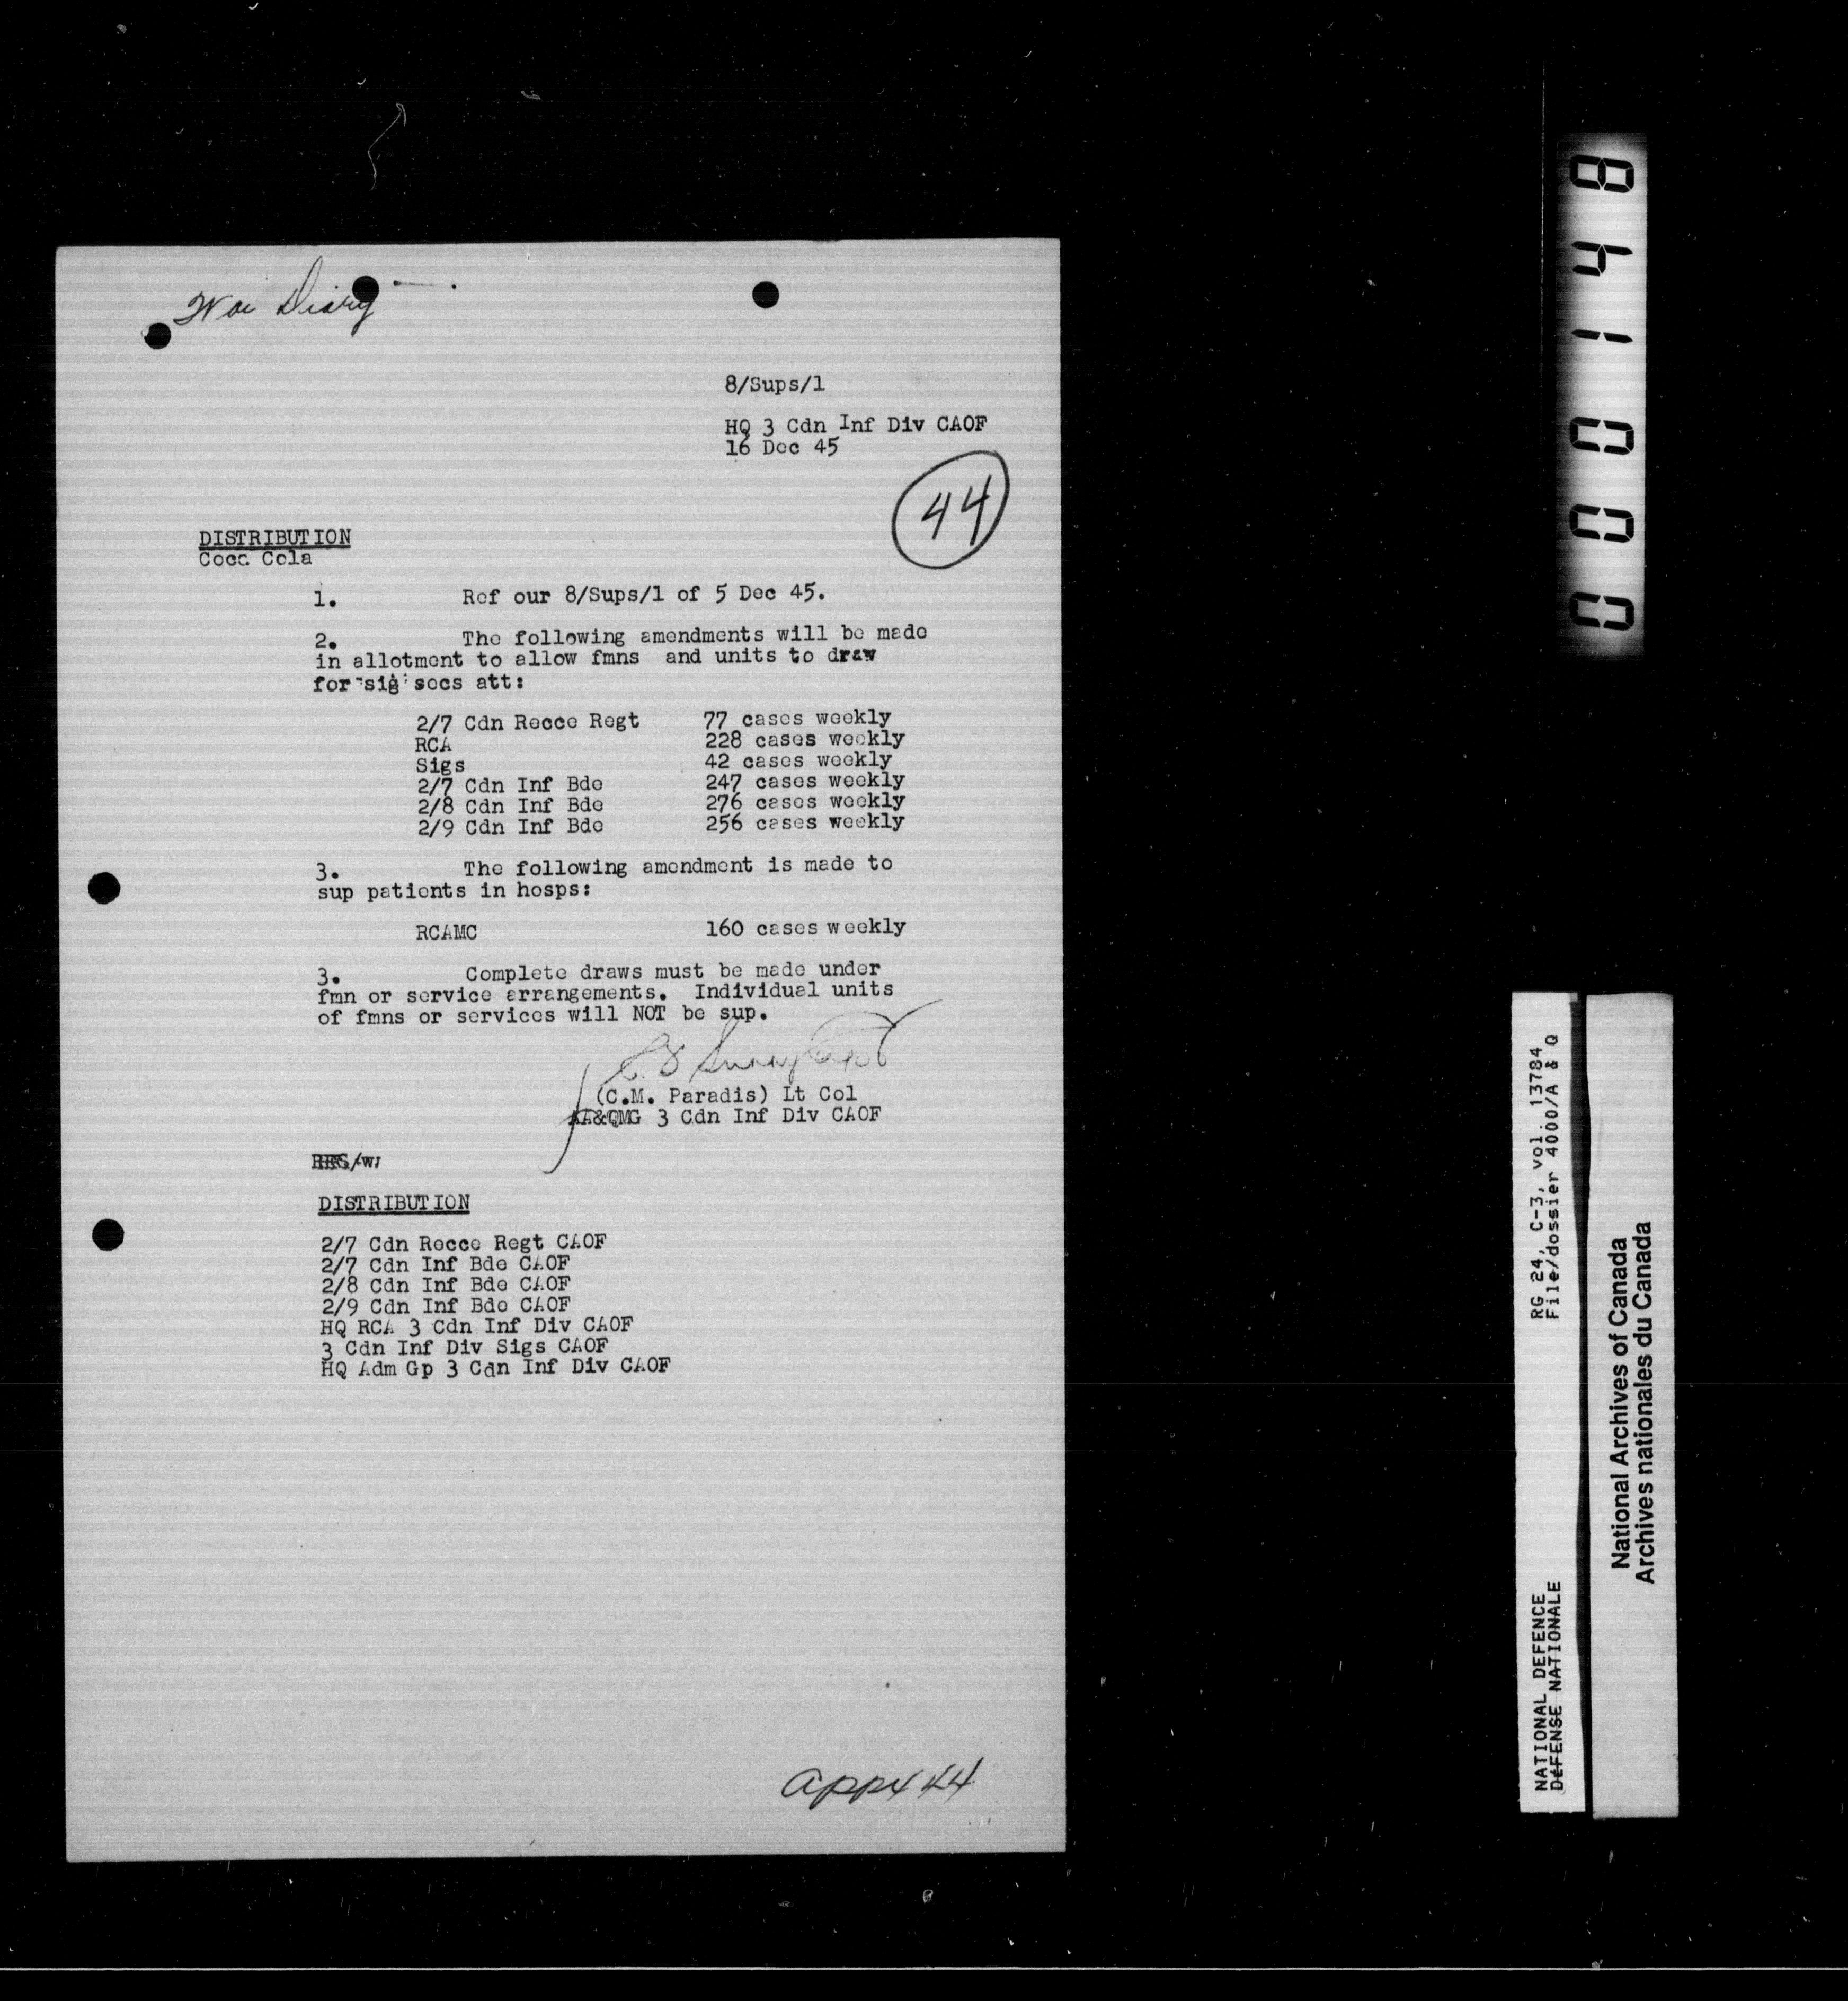 War Diary
8/Sups/1
HQ 3 Cdn Inf Div CAOF
16 Dec 45
44
DISTRIBUTION
Coca Cola
1. Ref our 8/Sups/1 of 5 Dec 45.
2. The following amendments will be made
in allotment to allow fmns and units to draw
for sig secs att:
2/7 Cdn Recce Regt 77 cases weekly
RCA 228 cases weekly
Sigs 42 cases weekly
2/7 Cdn Inf Bde 247 cases weekly
2/8 Cdn Inf Bde 276 cases weekly
2/9 Cdn Inf Bde 256 cases weekly
3. The following amendment is made to
sup patients in hosps:
RCAMC 160 cases weekly
3. Complete draws must be made under
fmn or service arrangements. Individual units
of fmns or services will NOT be sup.
(C.M. Paradis) Lt Col
AA&QMG 3 Cdn Inf Div CAOF
DISTRIBUTION
2/7 Cdn Recce Regt CAOF
2/7 Cdn Inf Bde CAOF
2/8 Cdn Inf Bde CAOF
2/9 Cdn Inf Bde CAOF
HQ RCA 3 Cdn Inf Div CAOF
3 Cdn Inf Div Sigs CAOF
HQ Adm Gp 3 Cdn Inf Div CAOF
Appx 44
000148
NATIONAL DEFENCE RG 24, C-3, vol. 13784
DÉFENSE NATIONALE File/dossier 4000/A & Q
National Archives of Canada
Archives nationales du Canada